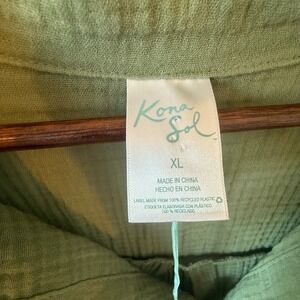 Kona
Sol
XL
MADE IN CHINA
HECHO EN CHINA
LABEL MADE FROM 100% RECYCLED PLASTIC
ETIQUETA ELABORADA CON PLÁSTICO
100 % RECICLADO